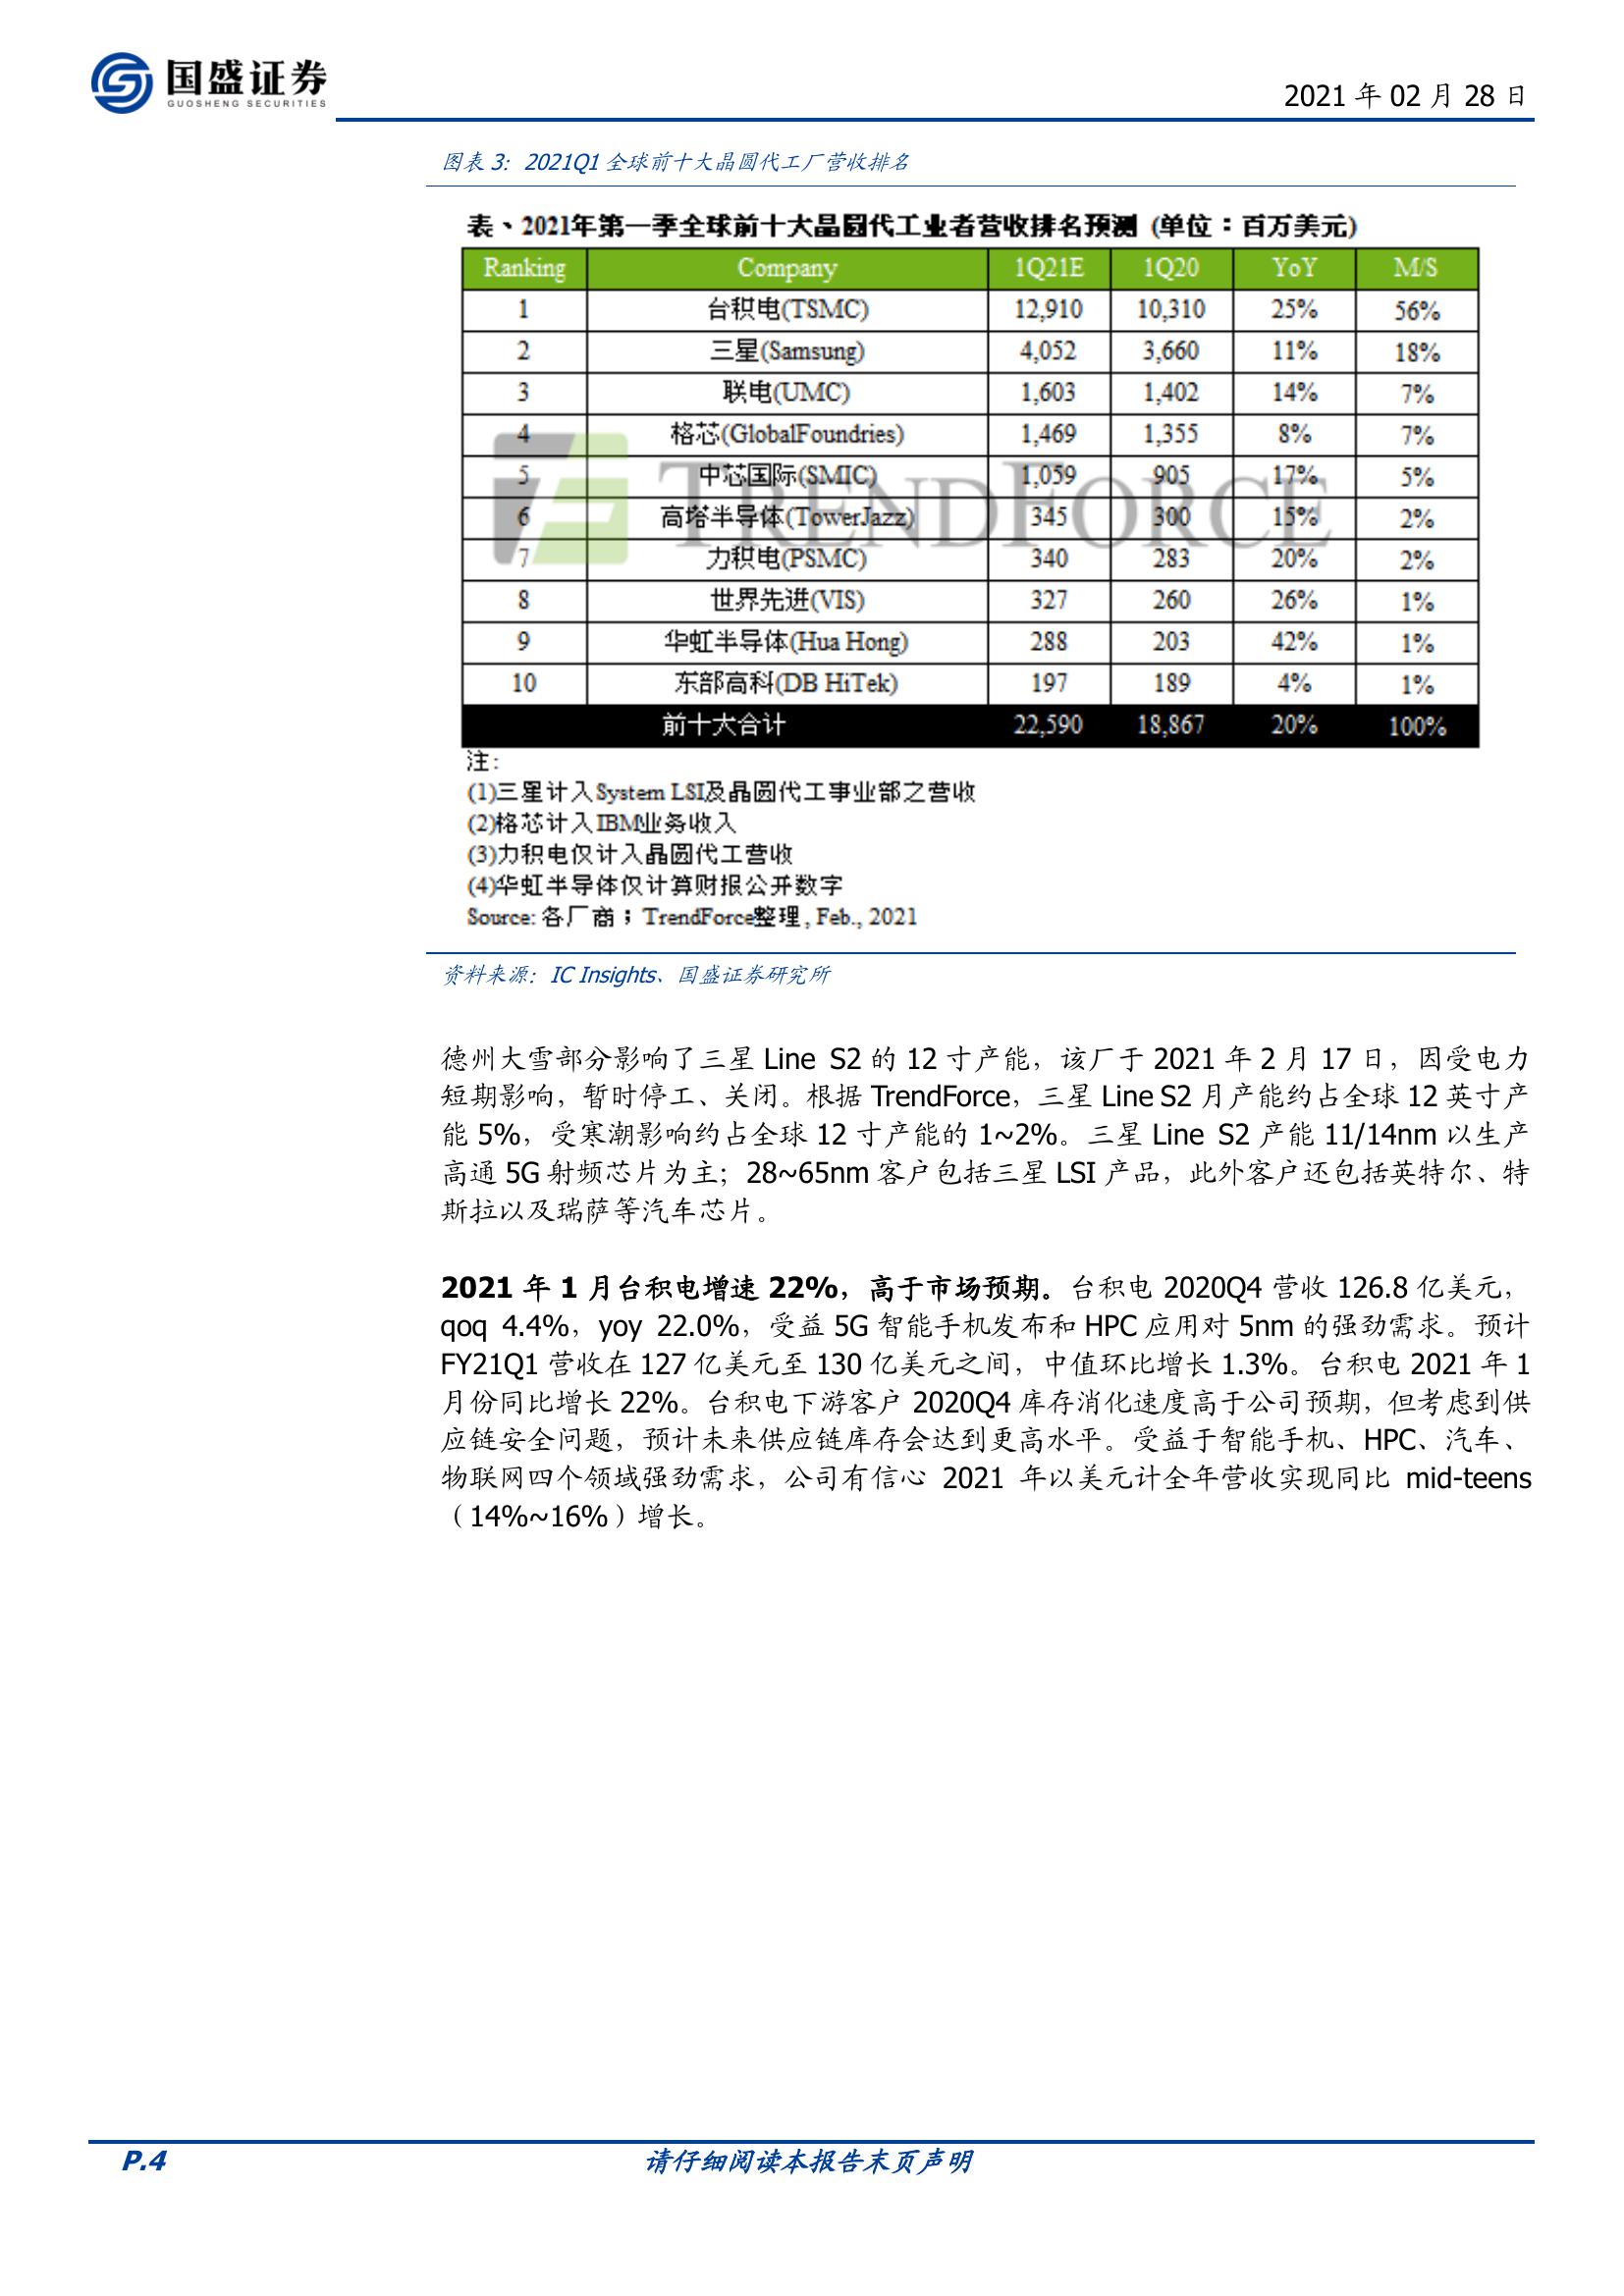 国盛证券
GUOSHENG SECURITIES
2021 年 02 月 28 日
图表 3：2021Q1 全球前十大晶圆代工厂营收排名
表、2021年第一季全球前十大晶圆代工业者营收排名预测 (单位：百万美元)
Ranking Company 1Q21E 1Q20 YoY M/S
1 台积电(TSMC) 12,910 10,310 25% 56%
2 三星(Samsung) 4,052 3,660 11% 18%
3 联电(UMC) 1,603 1,402 14% 7%
4 格芯(GlobalFoundries) 1,469 1,355 8% 7%
5 中芯国际(SMIC) 1,059 905 17% 5%
6 高塔半导体(TowerJazz) 345 300 15% 2%
7 力积电(PSMC) 340 283 20% 2%
8 世界先进(VIS) 327 260 26% 1%
9 华虹半导体(Hua Hong) 288 203 42% 1%
10 东部高科(DB HiTek) 197 189 4% 1%
前十大合计 22,590 18,867 20% 100%
TRENDFORCE
注:
(1)三星计入System LSI及晶圆代工事业部之营收
(2)格芯计入IBM业务收入
(3)力积电仅计入晶圆代工营收
(4)华虹半导体仅计算财报公开数字
Source: 各厂商；TrendForce整理, Feb., 2021
资料来源：IC Insights、国盛证券研究所
德州大雪部分影响了三星 Line S2 的 12 寸产能，该厂于 2021 年 2 月 17 日，因受电力
短期影响，暂时停工、关闭。根据 TrendForce，三星 Line S2 月产能约占全球 12 英寸产
能 5%，受寒潮影响约占全球 12 寸产能的 1~2%。三星 Line S2 产能 11/14nm 以生产
高通 5G 射频芯片为主；28~65nm 客户包括三星 LSI 产品，此外客户还包括英特尔、特
斯拉以及瑞萨等汽车芯片。
2021 年 1 月台积电增速 22%，高于市场预期。台积电 2020Q4 营收 126.8 亿美元，
qoq 4.4%，yoy 22.0%，受益 5G 智能手机发布和 HPC 应用对 5nm 的强劲需求。预计
FY21Q1 营收在 127 亿美元至 130 亿美元之间，中值环比增长 1.3%。台积电 2021 年 1
月份同比增长 22%。台积电下游客户 2020Q4 库存消化速度高于公司预期，但考虑到供
应链安全问题，预计未来供应链库存会达到更高水平。受益于智能手机、HPC、汽车、
物联网四个领域强劲需求，公司有信心 2021 年以美元计全年营收实现同比 mid-teens
（14%~16%）增长。
P.4
请仔细阅读本报告末页声明